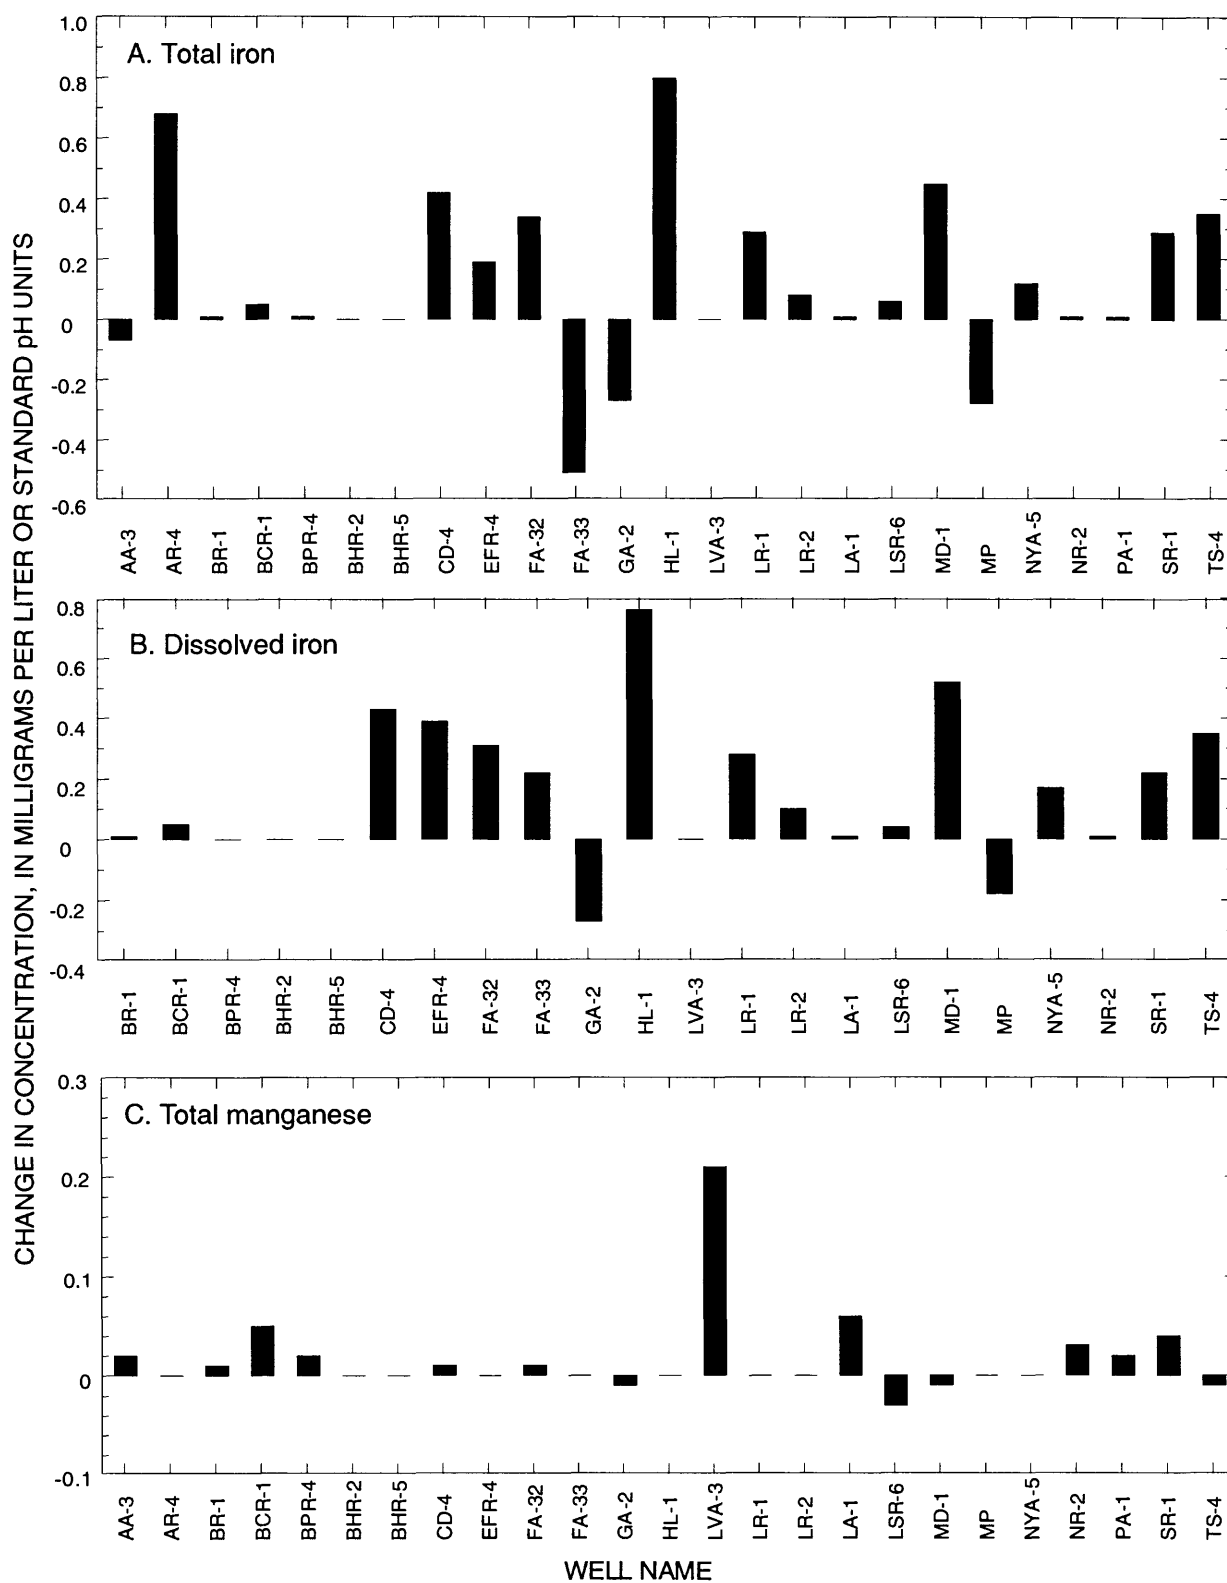 CHANGE IN CONCENTRATION, IN MILLIGRAMS PER LITER OR STANDARD pH UNITS
A. Total iron
1.0
0.8
0.6
0.4
0.2
0
-0.2
-0.4
-0.6
AA-3 AR-4 BR-1 BCR-1 BPR-4 BHR-2 BHR-5 CD-4 EFR-4 FA-32 FA-33 GA-2 HL-1 LVA-3 LR-1 LR-2 LA-1 LSR-6 MD-1 MP NYA-5 NR-2 PA-1 SR-1 TS-4
B. Dissolved iron
0.8
0.6
0.4
0.2
0
-0.2
-0.4
BR-1 BCR-1 BPR-4 BHR-2 BHR-5 CD-4 EFR-4 FA-32 FA-33 GA-2 HL-1 LVA-3 LR-1 LR-2 LA-1 LSR-6 MD-1 MP NYA-5 NR-2 SR-1 TS-4
C. Total manganese
0.3
0.2
0.1
0
-0.1
AA-3 AR-4 BR-1 BCR-1 BPR-4 BHR-2 BHR-5 CD-4 EFR-4 FA-32 FA-33 GA-2 HL-1 LVA-3 LR-1 LR-2 LA-1 LSR-6 MD-1 MP NYA-5 NR-2 PA-1 SR-1 TS-4
WELL NAME